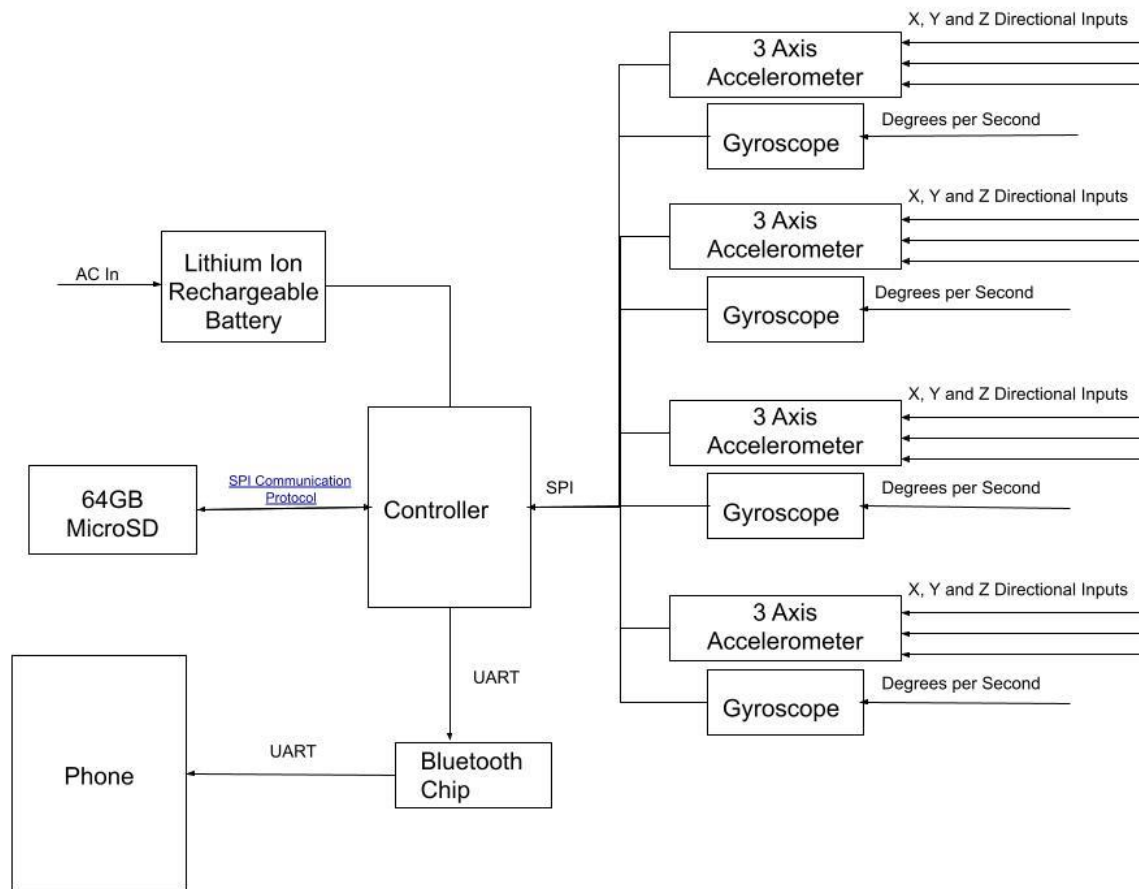 X, Y and Z Directional Inputs
3 Axis
Accelerometer
Degrees per Second
Gyroscope
X, Y and Z Directional Inputs
3 Axis
Accelerometer
Degrees per Second
Gyroscope
AC In
Lithium Ion
Rechargeable
Battery
X, Y and Z Directional Inputs
3 Axis
Accelerometer
Degrees per Second
Gyroscope
64GB
MicroSD
SPI Communication
Protocol
Controller
SPI
X, Y and Z Directional Inputs
3 Axis
Accelerometer
Degrees per Second
Gyroscope
UART
UART
Bluetooth
Chip
Phone